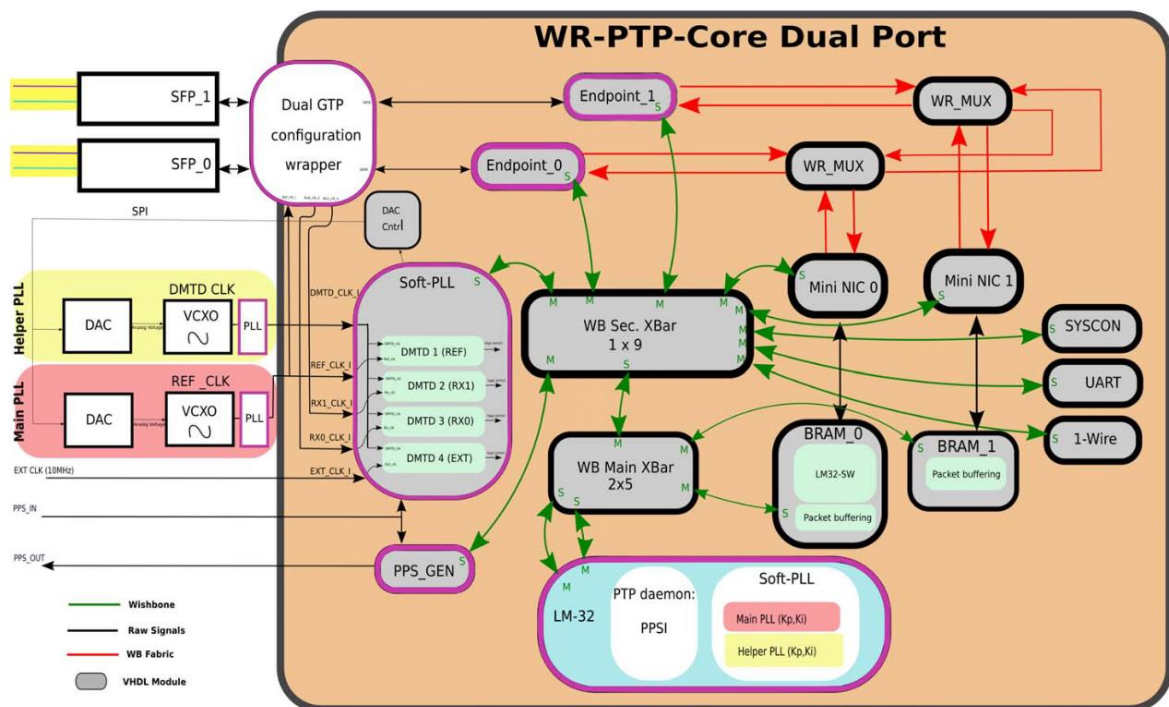 WR-PTP-Core Dual Port
SFP_1
SFP_0
Dual GTP
configuration
wrapper
Endpoint_1
S
Endpoint_0
S
WR_MUX
WR_MUX
SPI
DAC
Cntrl
Mini NIC 0
S
Mini NIC 1
S
Helper PLL
DMTD CLK
DAC
Analog Voltage
VCXO
PLL
Main PLL
REF_CLK
DAC
Analog Voltage
VCXO
PLL
Soft-PLL
S
DMTD_CLK_I
REF_CLK_I
RX1_CLK_I
RX0_CLK_I
EXT_CLK_I
DMTD 1 (REF)
DMTD 2 (RX1)
DMTD 3 (RX0)
DMTD 4 (EXT)
M
M
M
M
WB Sec. XBar
1 x 9
M
M
M
M
S
S
SYSCON
S
UART
S
1-Wire
M
M
WB Main XBar
2x5
M
S
S
BRAM_0
LM32-SW
Packet buffering
S
BRAM_1
S
Packet buffering
EXT CLK (10MHz)
PPS_IN
PPS_OUT
PPS_GEN
S
M
M
LM-32
PTP daemon:
PPSI
Soft-PLL
Main PLL (Kp,Ki)
Helper PLL (Kp,Ki)
Wishbone
Raw Signals
WB Fabric
VHDL Module